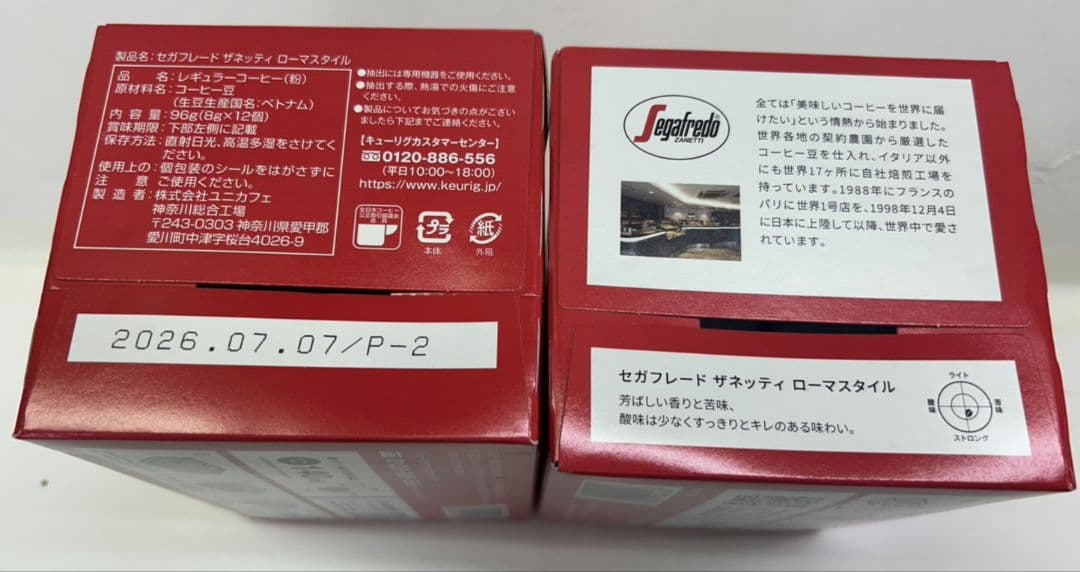 製品名:セガフレード ザネッティ ローマスタイル
品名:レギュラーコーヒー(粉)
原材料名:コーヒー豆
(生豆生産国名:ベトナム)
内容量:96g(8g×12個)
賞味期限:下部左側に記載
保存方法:直射日光、高温多湿をさけてく
ださい。
使用上の:個包装のシールをはがさずに
注意 ご使用ください。
製造者:株式会社ユニカフェ
神奈川総合工場
〒243-0303 神奈川県愛甲郡
愛川町中津字桜台4026-9
●抽出には専用機器をご使用ください。
●抽出する際、熱湯での火傷にご注意
ください。
●製品についてお気づきの点がござい
ましたら下記までご連絡ください。
【キューリグカスタマーセンター】
0120-886-556
(平日10:00~18:00)
https://www.keurig.jp/
全日本コーヒー
公正取引協議会
会員
プラ
本体
紙
外箱
2026.07.07/P-2
Segafredo
ZANETTI
全ては「美味しいコーヒーを世界に届
けたい」という情熱から始まりました。
世界各地の契約農園から厳選した
コーヒー豆を仕入れ、イタリア以外
にも世界17ヶ所に自社焙煎工場を
持っています。1988年にフランスの
パリに世界1号店を、1998年12月4日
に日本に上陸して以降、世界中で愛さ
れています。
セガフレード ザネッティ ローマスタイル
芳ばしい香りと苦味、
酸味は少なくすっきりとキレのある味わい。
ライト
酸味
苦味
ストロング